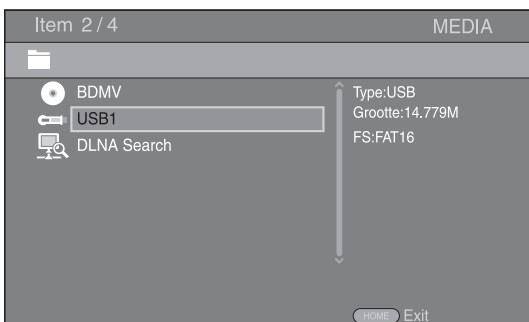 Item 2/4 MEDIA
BDMV
USB1
DLNA Search
Type:USB
Grootte:14.779M
FS:FAT16
HOME Exit